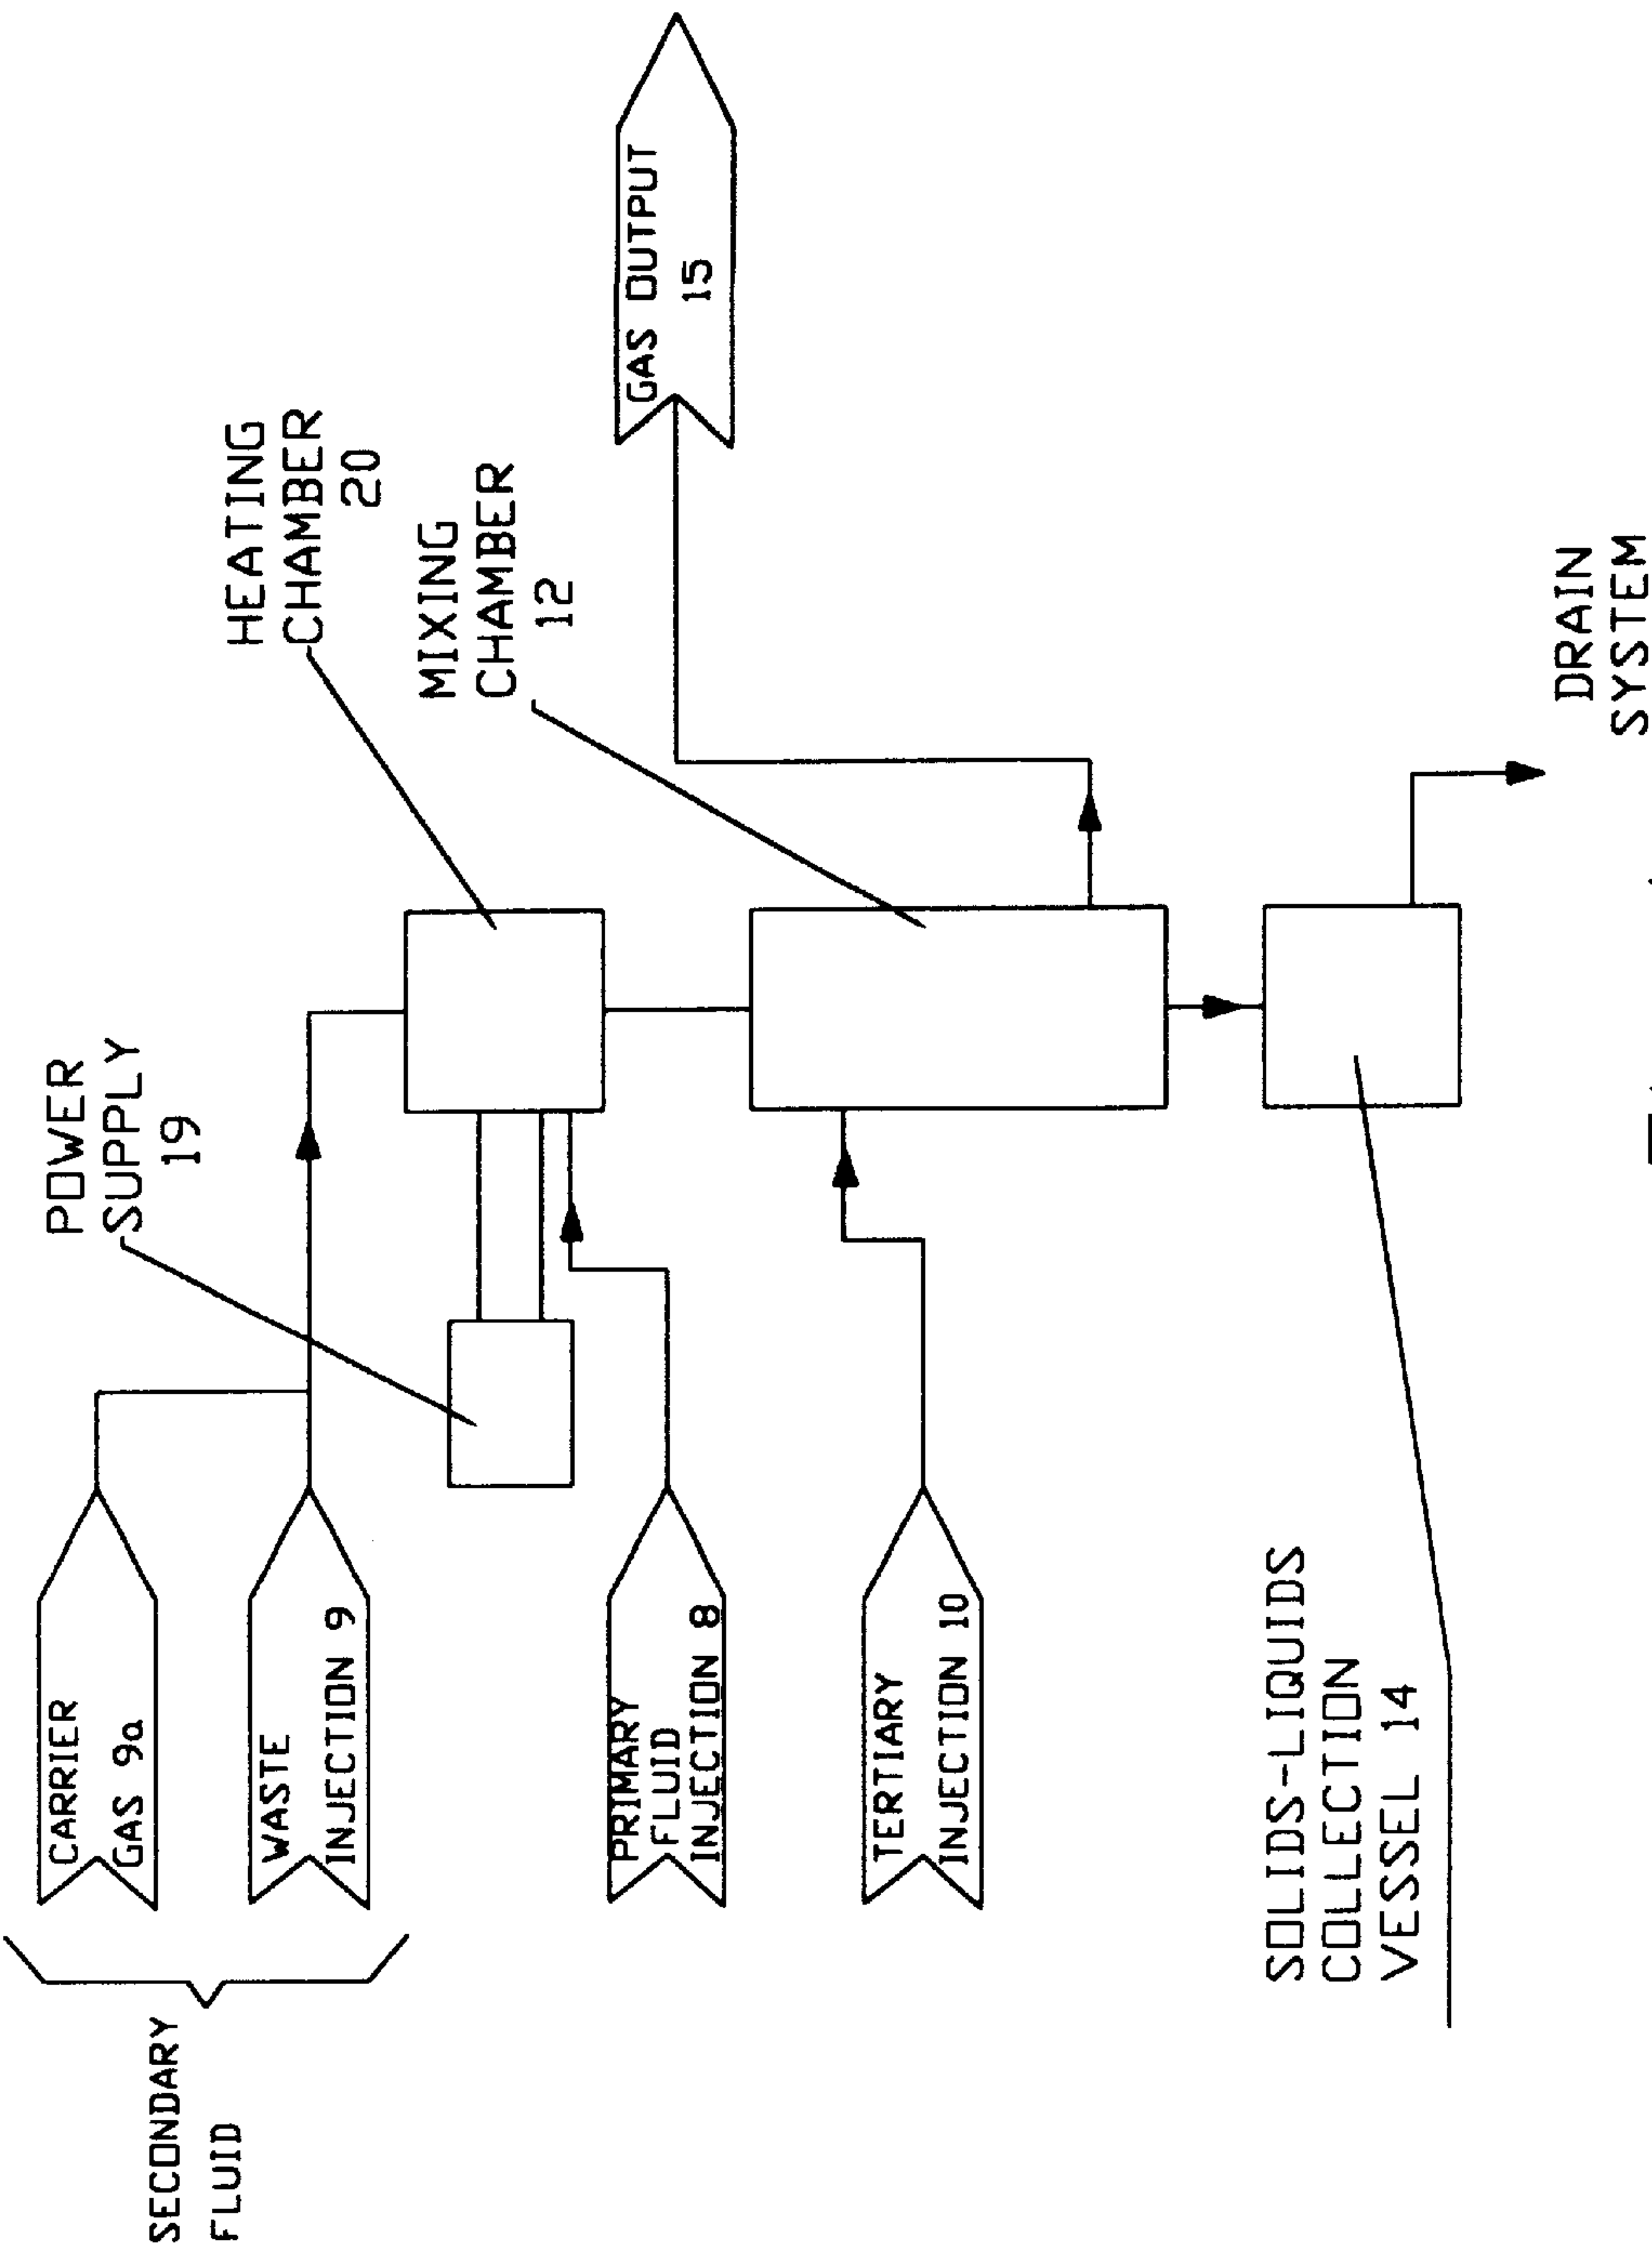 SECONDARY
FLUID
CARRIER
GAS 9a
WASTE
INJECTION 9
PRIMARY
FLUID
INJECTION 8
TERTIARY
INJECTION 10
SOLIDS-LIQUIDS
COLLECTION
VESSEL 14
POWER
SUPPLY
19
HEATING
CHAMBER
20
MIXING
CHAMBER
12
GAS OUTPUT
15
DRAIN
SYSTEM